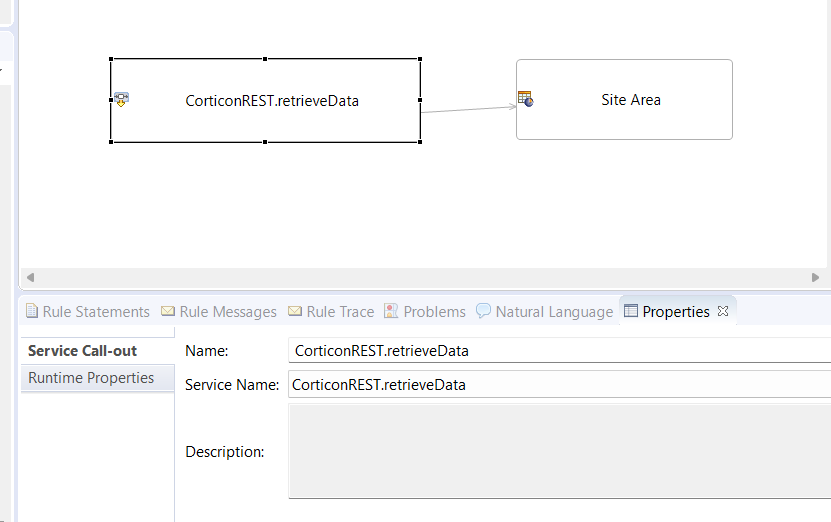 CorticonREST.retrieveData
Site Area
Rule Statements Rule Messages Rule Trace Problems Natural Language Properties
Service Call-out
Runtime Properties
Name: CorticonREST.retrieveData
Service Name: CorticonREST.retrieveData
Description: